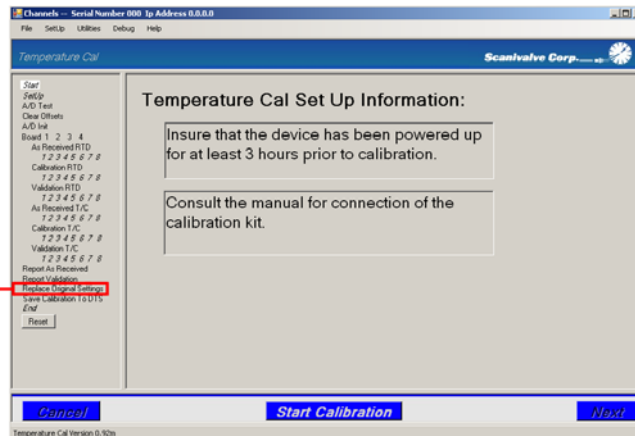 Channels -- Serial Number 000 Ip Address 0.0.0.0
File SetUp Utilities Debug Help
Temperature Cal
Scanivalve Corp.
Start
SetUp
A/D Test
Clear Offsets
A/D Init
Board 1 2 3 4
As Received RTD
1 2 3 4 5 6 7 8
Calibration RTD
1 2 3 4 5 6 7 8
Validation RTD
1 2 3 4 5 6 7 8
As Received T/C
1 2 3 4 5 6 7 8
Calibration T/C
1 2 3 4 5 6 7 8
Validation T/C
1 2 3 4 5 6 7 8
Report As Received
Report Validation
Replace Original Settings
Save Calibration To DTS
End
Reset
Temperature Cal Set Up Information:
Insure that the device has been powered up
for at least 3 hours prior to calibration.
Consult the manual for connection of the
calibration kit.
Cancel
Start Calibration
Next
Temperature Cal Version 0.92m